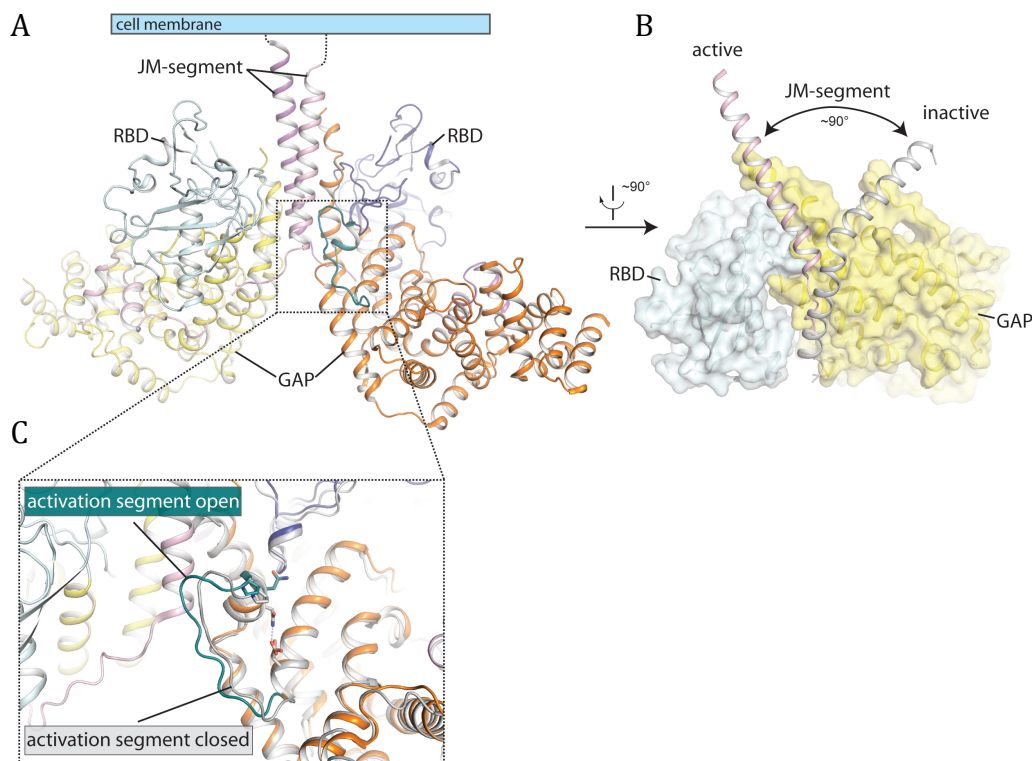 A
cell membrane
JM-segment
RBD
RBD
GAP
B
active
JM-segment
~90°
inactive
~90°
RBD
GAP
C
activation segment open
activation segment closed